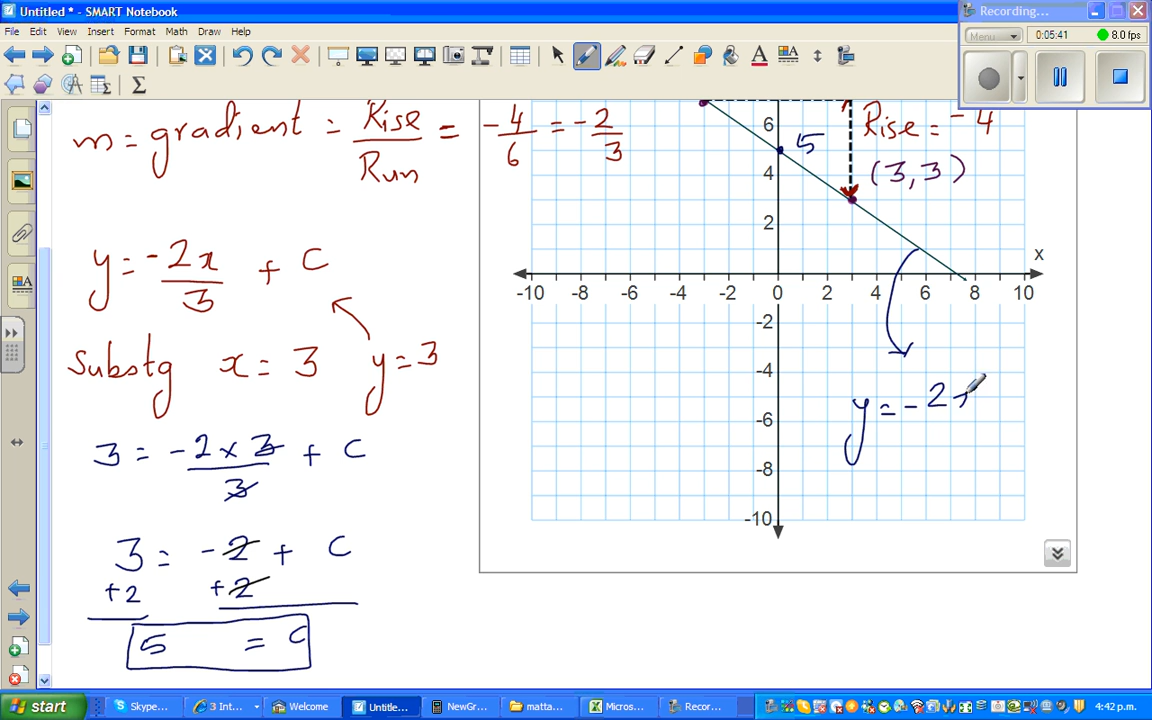 Untitled * - SMART Notebook
Recording...
File Edit View Insert Format Math Draw Help
Menu
0:05:41
8.0 fps
m = gradient = Rise/Run = -4/6 = -2/3
y = -2x/3 + C
Substg x = 3 y = 3
3 = -2 x 3/3 + C
3 = -2 + C
+2 +2
5 = C
6
Rise = -4
5
4
(3, 3)
2
x
-10 -8 -6 -4 -2 0 2 4 6 8 10
-2
-4
y = -2
-6
-8
-10
start
Skype...
3 Int...
Welcome
Untitle...
NewGr...
matta...
Micros...
Recor...
4:42 p.m.